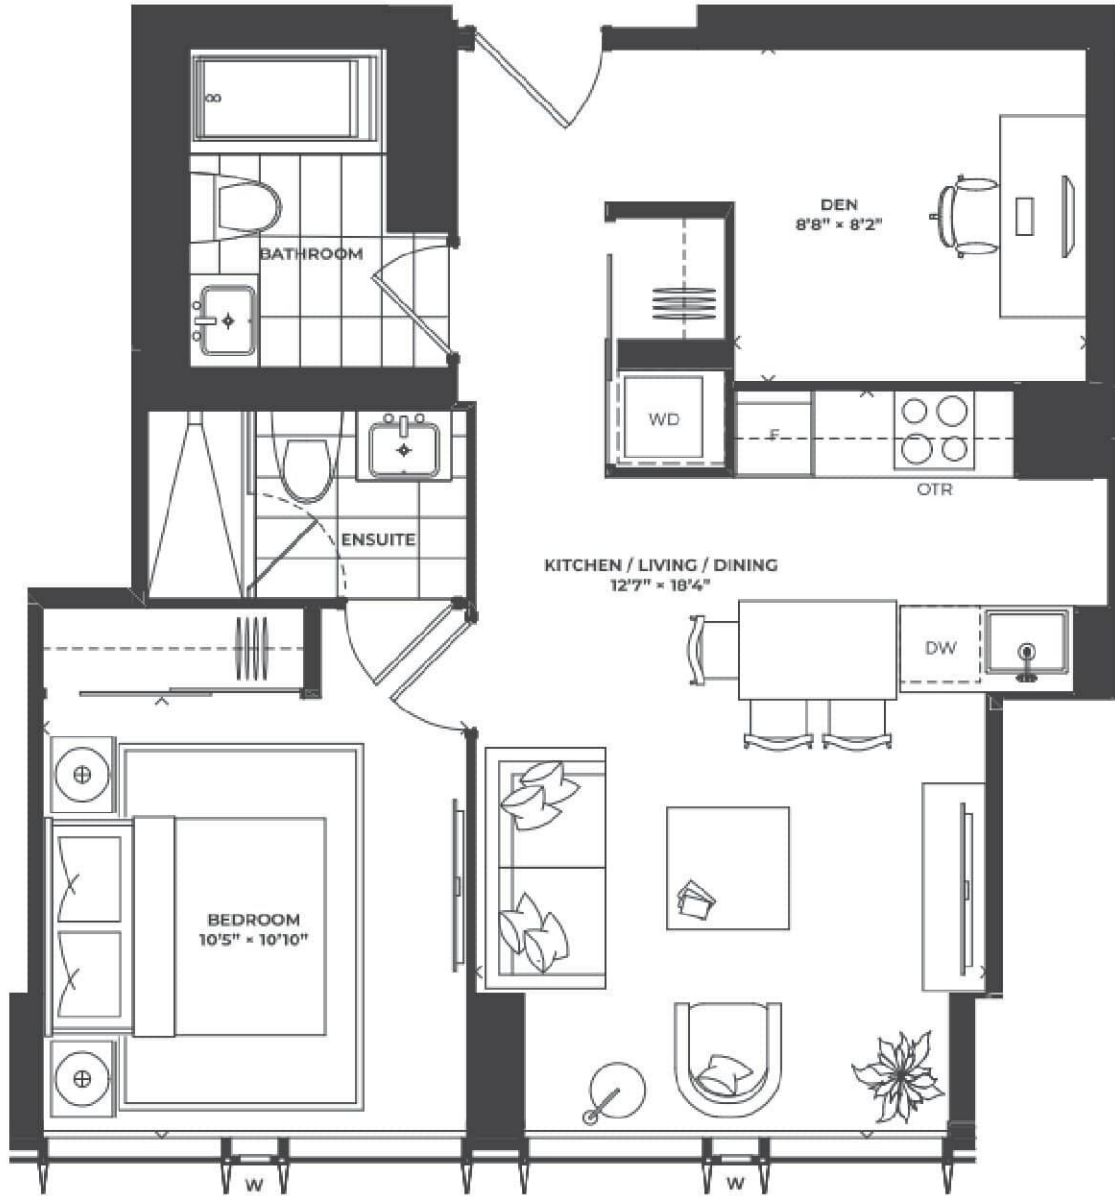 DEN
8'8" × 8'2"
BATHROOM
WD
F
OTR
ENSUITE
KITCHEN / LIVING / DINING
12'7" × 18'4"
DW
BEDROOM
10'5" × 10'10"
W
W